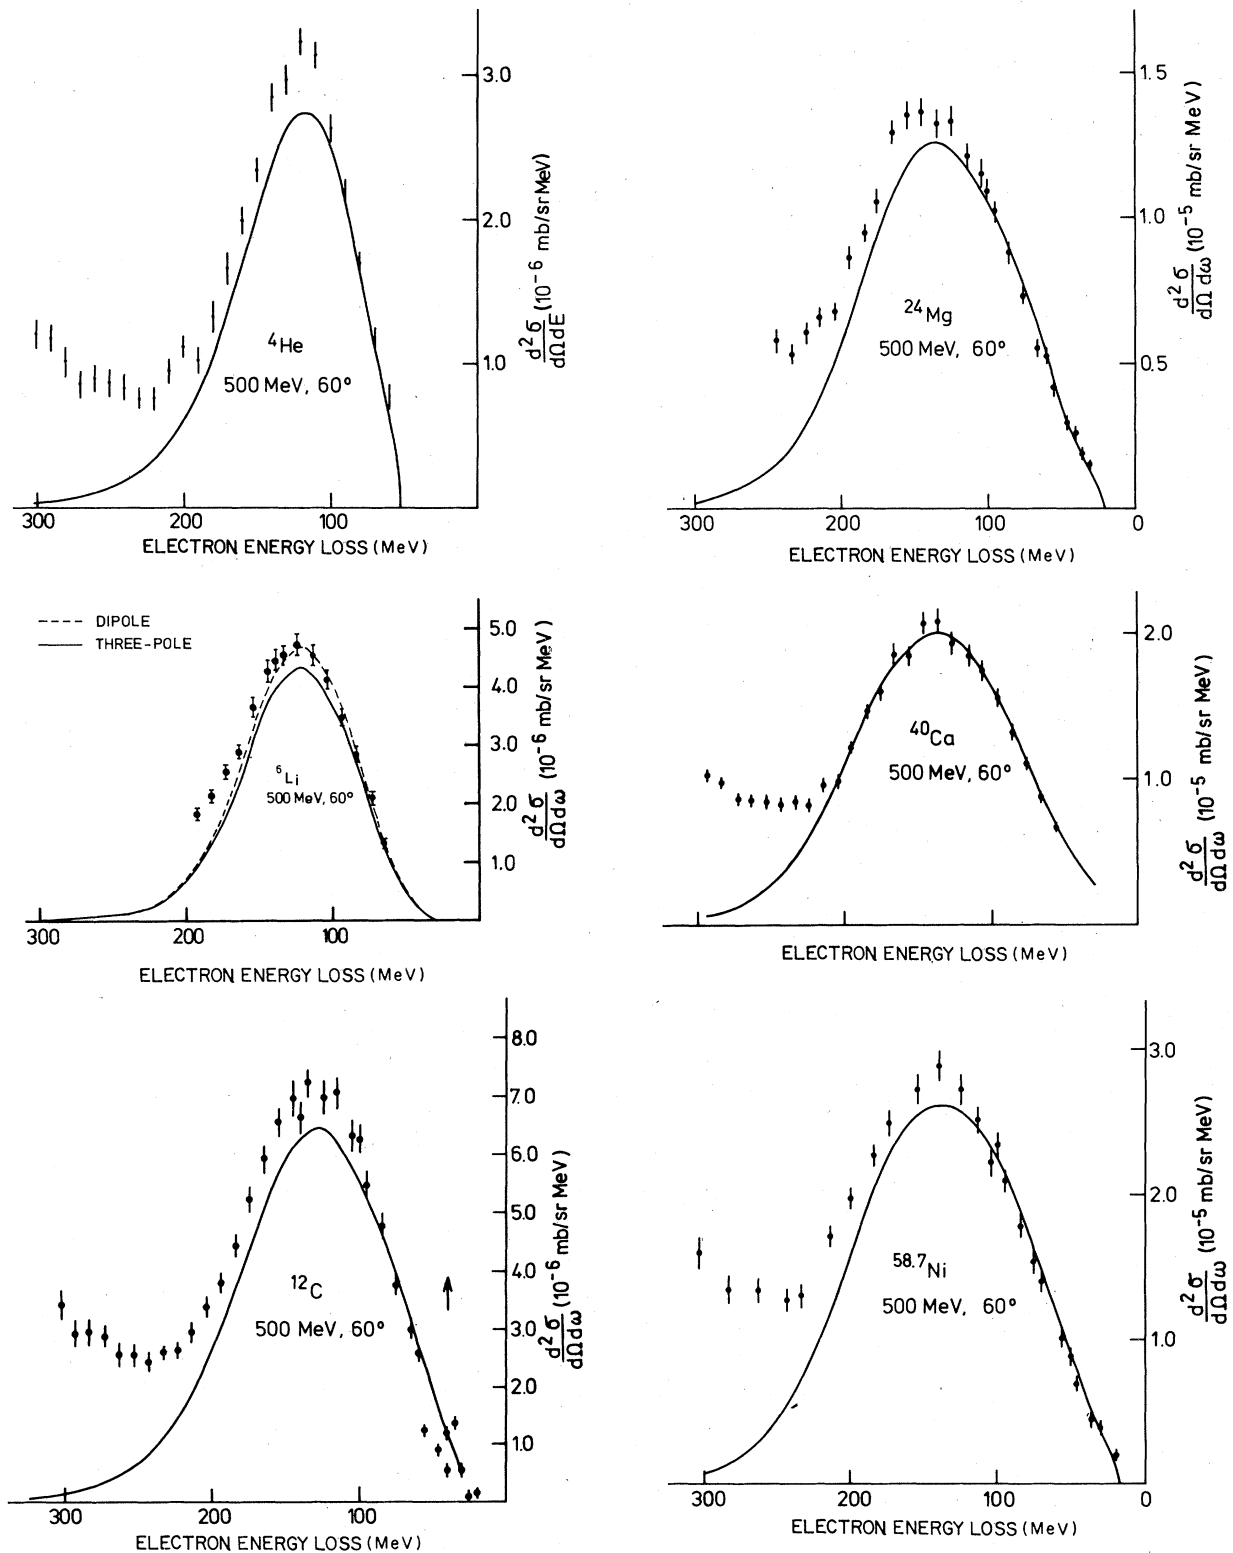 3.0
2.0
1.0
d²σ
dΩdE (10⁻⁶ mb/sr MeV)
⁴He
500 MeV, 60°
300 200 100
ELECTRON ENERGY LOSS (MeV)
1.5
1.0
0.5
d²σ
dΩdω (10⁻⁵ mb/sr MeV)
²⁴Mg
500 MeV, 60°
300 200 100 0
ELECTRON ENERGY LOSS (MeV)
DIPOLE
THREE-POLE
5.0
4.0
3.0
2.0
1.0
d²σ
dΩdω (10⁻⁶ mb/sr MeV)
⁶Li
500 MeV, 60°
300 200 100
ELECTRON ENERGY LOSS (MeV)
2.0
1.0
d²σ
dΩdω (10⁻⁵ mb/sr MeV)
⁴⁰Ca
500 MeV, 60°
ELECTRON ENERGY LOSS (MeV)
8.0
7.0
6.0
5.0
4.0
3.0
2.0
1.0
d²σ
dΩdω (10⁻⁶ mb/sr MeV)
¹²C
500 MeV, 60°
300 200 100
ELECTRON ENERGY LOSS (MeV)
3.0
2.0
1.0
d²σ
dΩdω (10⁻⁵ mb/sr MeV)
⁵⁸·⁷Ni
500 MeV, 60°
300 200 100 0
ELECTRON ENERGY LOSS (MeV)